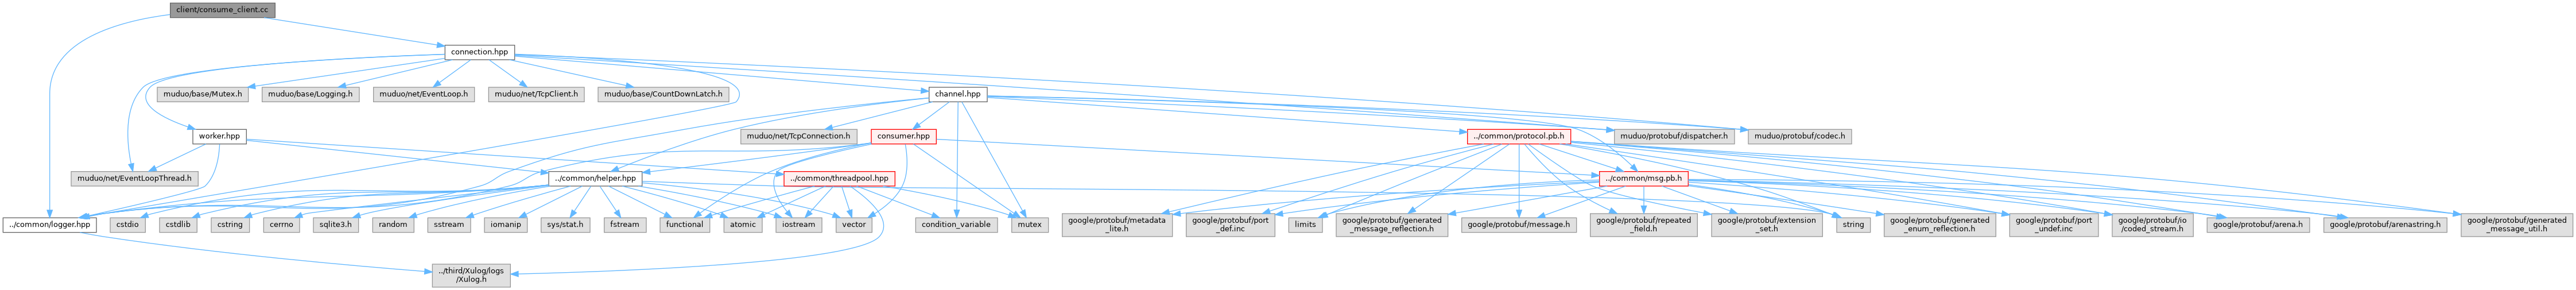 client/consume_client.cc
connection.hpp
muduo/base/Mutex.h
muduo/base/Logging.h
muduo/net/EventLoop.h
muduo/net/TcpClient.h
muduo/base/CountDownLatch.h
channel.hpp
worker.hpp
muduo/net/TcpConnection.h
consumer.hpp
../common/protocol.pb.h
muduo/protobuf/dispatcher.h
muduo/protobuf/codec.h
muduo/net/EventLoopThread.h
../common/helper.hpp
../common/threadpool.hpp
../common/msg.pb.h
../common/logger.hpp
cstdio
cstdlib
cstring
cerrno
sqlite3.h
random
sstream
iomanip
sys/stat.h
fstream
functional
atomic
iostream
vector
condition_variable
mutex
google/protobuf/metadata
_lite.h
google/protobuf/port
_def.inc
limits
google/protobuf/generated
_message_reflection.h
google/protobuf/message.h
google/protobuf/repeated
_field.h
google/protobuf/extension
_set.h
string
google/protobuf/generated
_enum_reflection.h
google/protobuf/port
_undef.inc
google/protobuf/io
/coded_stream.h
google/protobuf/arena.h
google/protobuf/arenastring.h
google/protobuf/generated
_message_util.h
../third/Xulog/logs
/Xulog.h